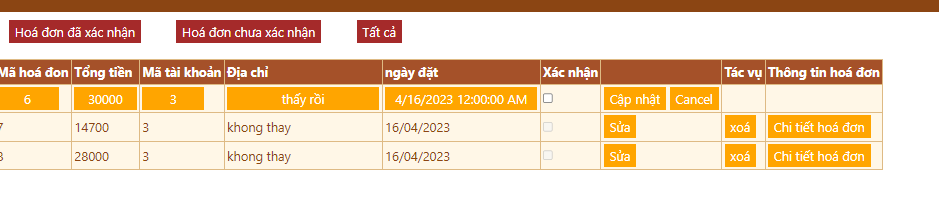 Hoá đơn đã xác nhận Hoá đơn chưa xác nhận Tất cả
Mã hoá đơn Tổng tiền Mã tài khoản Địa chỉ ngày đặt Xác nhận Tác vụ Thông tin hoá đơn
6 30000 3 thấy rồi 4/16/2023 12:00:00 AM Cập nhật Cancel
7 14700 3 khong thay 16/04/2023 Sửa xoá Chi tiết hoá đơn
8 28000 3 khong thay 16/04/2023 Sửa xoá Chi tiết hoá đơn